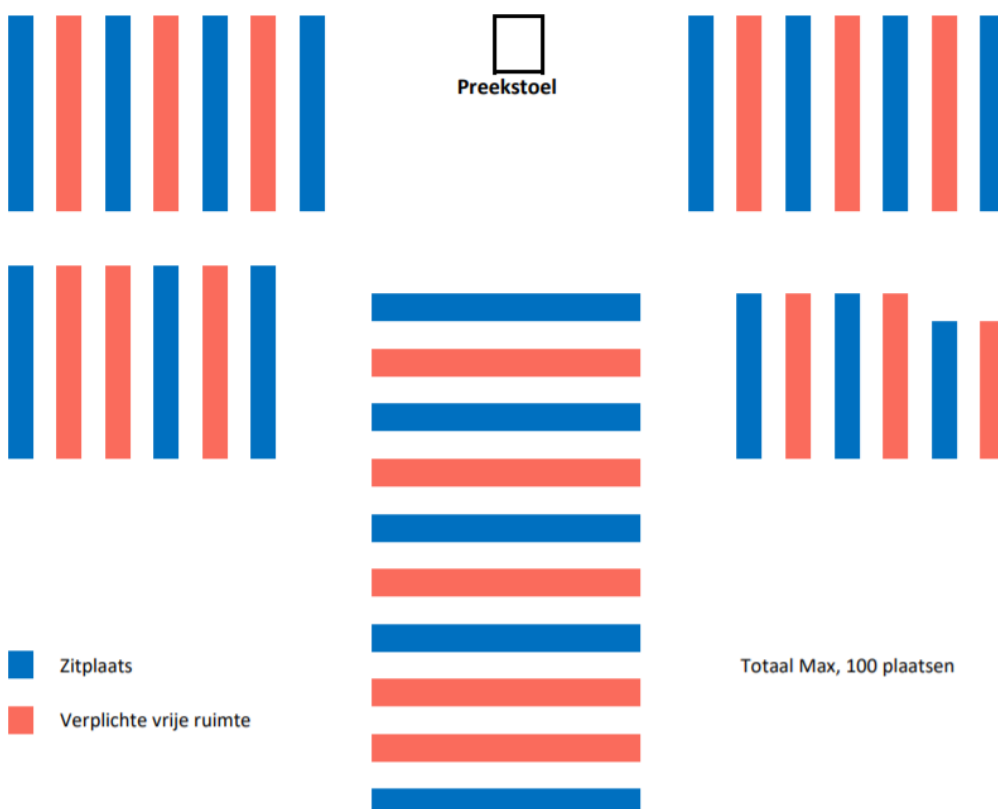 Preekstoel
Zitplaats
Totaal Max, 100 plaatsen
Verplichte vrije ruimte